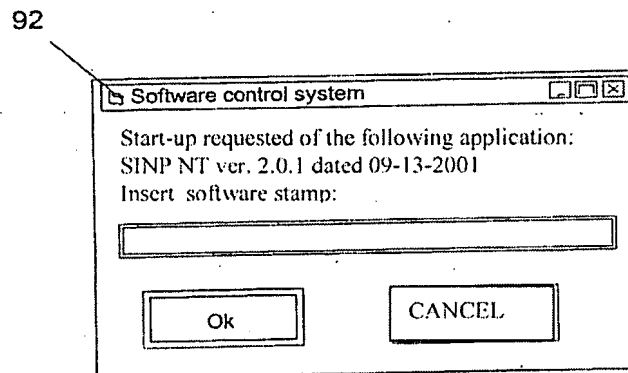 92
Software control system
Start-up requested of the following application:
SINP NT ver. 2.0.1 dated 09-13-2001
Insert software stamp:
Ok
CANCEL